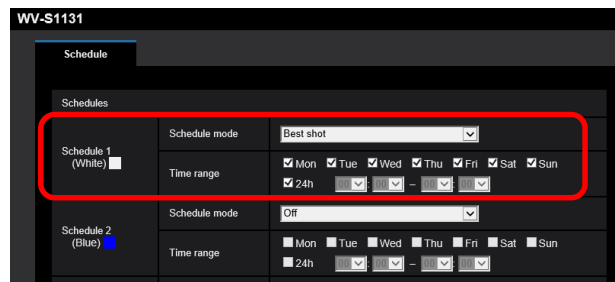 WV-S1131
Schedule
Schedules
Schedule 1
(White)
Schedule mode
Best shot
Time range
Mon Tue Wed Thu Fri Sat Sun
24h 00 : 00 – 00 : 00
Schedule 2
(Blue)
Schedule mode
Off
Time range
Mon Tue Wed Thu Fri Sat Sun
24h 00 : 00 – 00 : 00